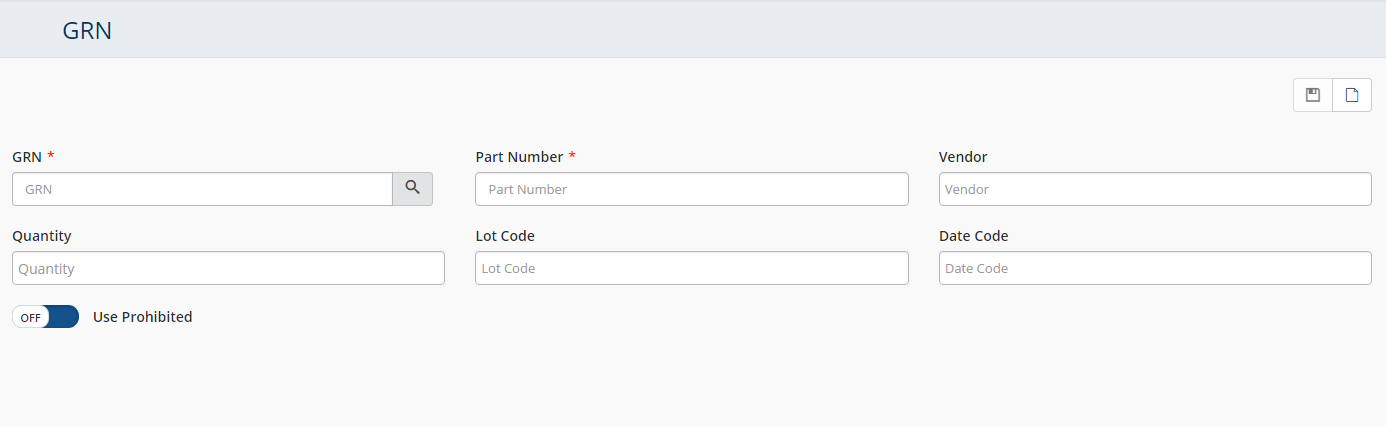 GRN
GRN * Part Number * Vendor
GRN Part Number Vendor
Quantity Lot Code Date Code
Quantity Lot Code Date Code
OFF Use Prohibited